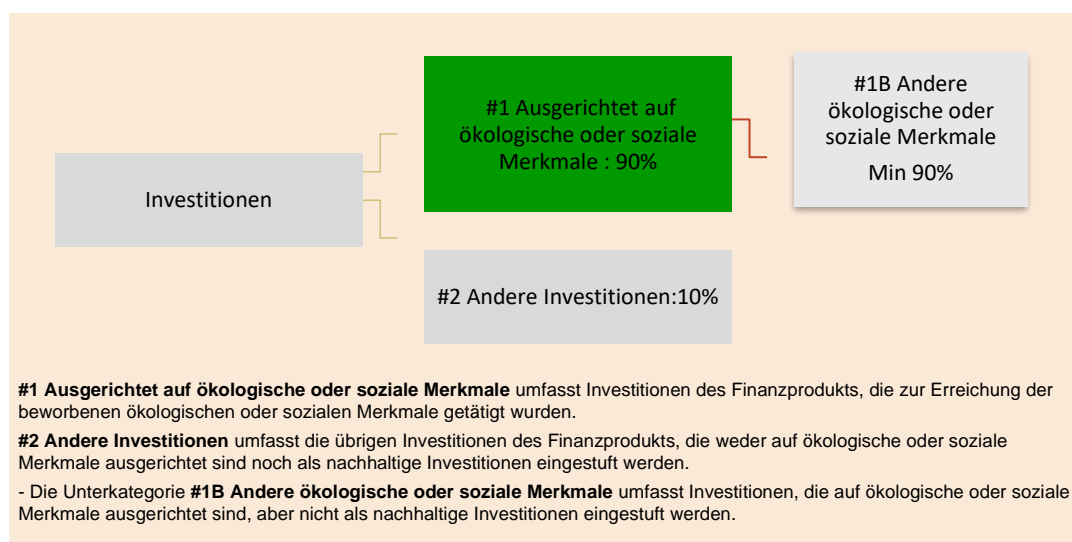 #1 Ausgerichtet auf
ökologische oder soziale
Merkmale : 90%
#1B Andere
ökologische oder
soziale Merkmale
Min 90%
Investitionen
#2 Andere Investitionen:10%
#1 Ausgerichtet auf ökologische oder soziale Merkmale umfasst Investitionen des Finanzprodukts, die zur Erreichung der
beworbenen ökologischen oder sozialen Merkmale getätigt wurden.
#2 Andere Investitionen umfasst die übrigen Investitionen des Finanzprodukts, die weder auf ökologische oder soziale
Merkmale ausgerichtet sind noch als nachhaltige Investitionen eingestuft werden.
- Die Unterkategorie #1B Andere ökologische oder soziale Merkmale umfasst Investitionen, die auf ökologische oder soziale
Merkmale ausgerichtet sind, aber nicht als nachhaltige Investitionen eingestuft werden.